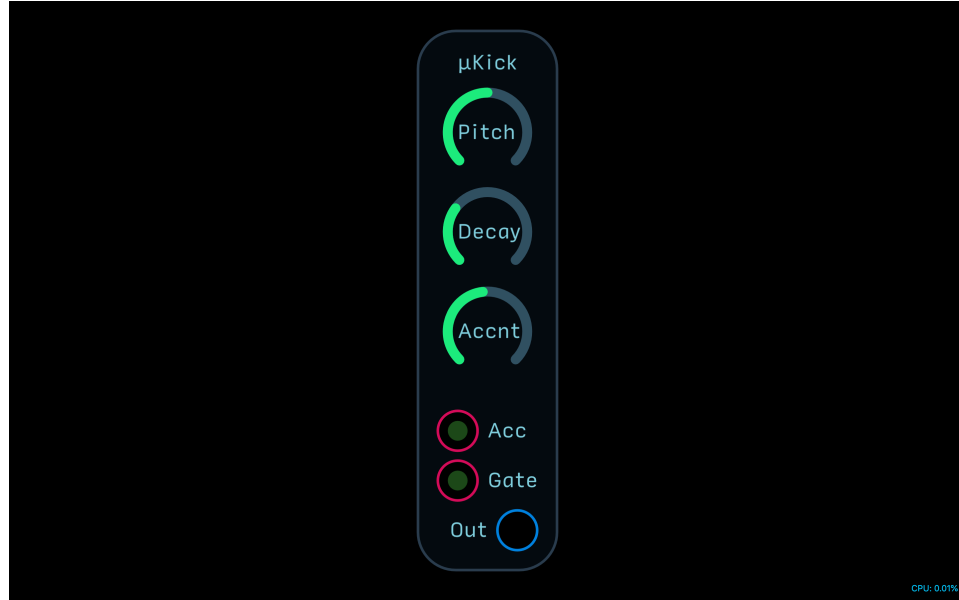 µKick
Pitch
Decay
Accnt
Acc
Gate
Out
CPU: 0.01%